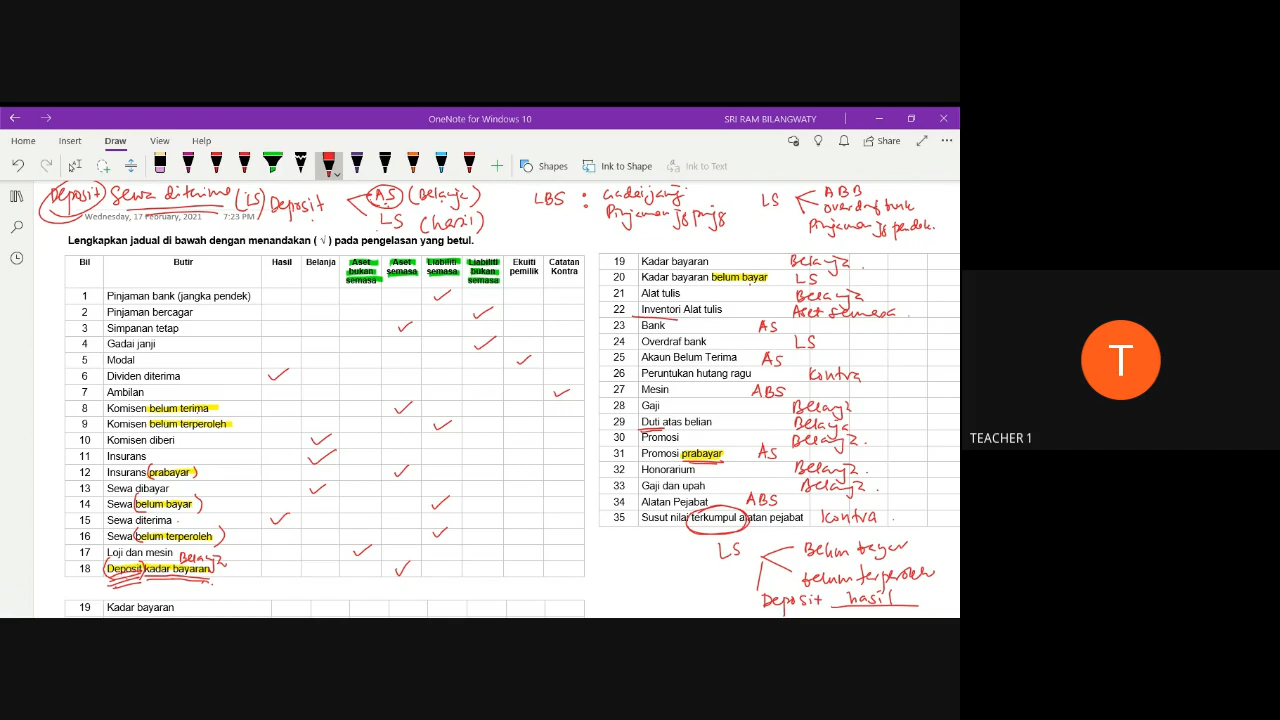 OneNote for Windows 10
SRI RAM BILANGWATY
Home Insert Draw View Help
Share
Shapes
Ink to Shape
Ink to Text
Deposit Sewa diterima (LS)
Deposit
AS (Belanja)
LS (hasil)
LBS : Gadaijanji
Pinjaman jg pnjg
LS
ABB
overdraf bank
Pinjaman jg pendek.
Wednesday, 17 February, 2021 7:23 PM
Lengkapkan jadual di bawah dengan menandakan ( √ ) pada pengelasan yang betul.
Bil Butir Hasil Belanja Aset bukan semasa Aset semasa Liabiliti semasa Liabiliti bukan semasa Ekuiti pemilik Catatan Kontra
1 Pinjaman bank (jangka pendek) ✓
2 Pinjaman bercagar ✓
3 Simpanan tetap ✓
4 Gadai janji ✓
5 Modal ✓
6 Dividen diterima ✓
7 Ambilan ✓
8 Komisen belum terima ✓
9 Komisen belum terperoleh ✓
10 Komisen diberi ✓
11 Insurans ✓
12 Insurans (prabayar) ✓
13 Sewa dibayar ✓
14 Sewa (belum bayar) ✓
15 Sewa diterima ✓
16 Sewa (belum terperoleh) ✓
17 Loji dan mesin ✓
Belanja
18 Deposit kadar bayaran ✓
19 Kadar bayaran
19 Kadar bayaran Belanja.
20 Kadar bayaran belum bayar LS
21 Alat tulis Belanja
22 Inventori Alat tulis Aset Semasa.
23 Bank AS
24 Overdraf bank LS
25 Akaun Belum Terima AS
26 Peruntukan hutang ragu Kontra
27 Mesin ABS
28 Gaji Belanja
29 Duti atas belian Belanja
30 Promosi Belanja.
31 Promosi prabayar AS
32 Honorarium Belanja.
33 Gaji dan upah Belanja.
34 Alatan Pejabat ABS
35 Susut nilai terkumpul alatan pejabat Kontra
LS
Belum bayar
belum terperoleh
Deposit hasil
T
TEACHER 1